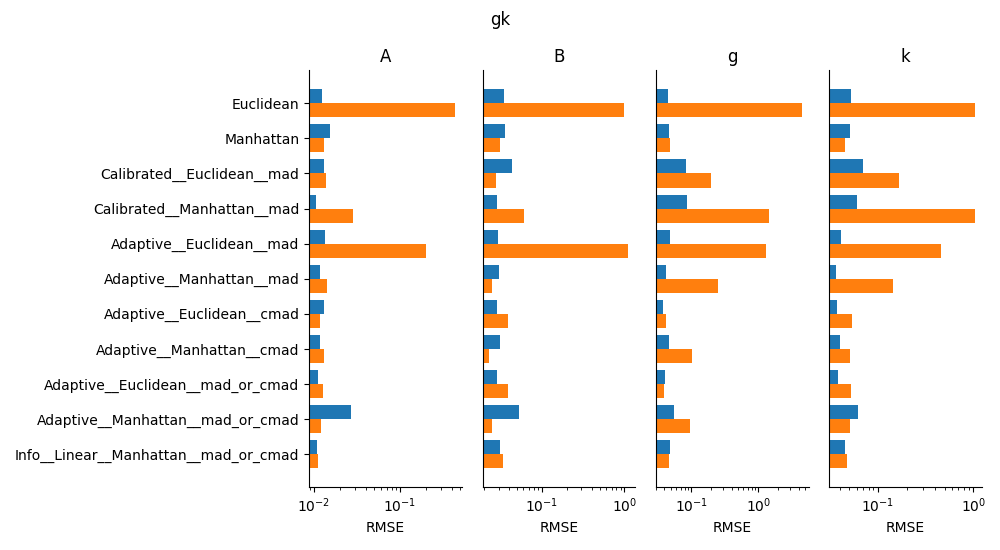 gk
A B g k
Euclidean
Manhattan
Calibrated__Euclidean__mad
Calibrated__Manhattan__mad
Adaptive__Euclidean__mad
Adaptive__Manhattan__mad
Adaptive__Euclidean__cmad
Adaptive__Manhattan__cmad
Adaptive__Euclidean__mad_or_cmad
Adaptive__Manhattan__mad_or_cmad
Info__Linear__Manhattan__mad_or_cmad
10⁻² 10⁻¹ 10⁻¹ 10⁰ 10⁻¹ 10⁰ 10⁻¹ 10⁰
RMSE RMSE RMSE RMSE